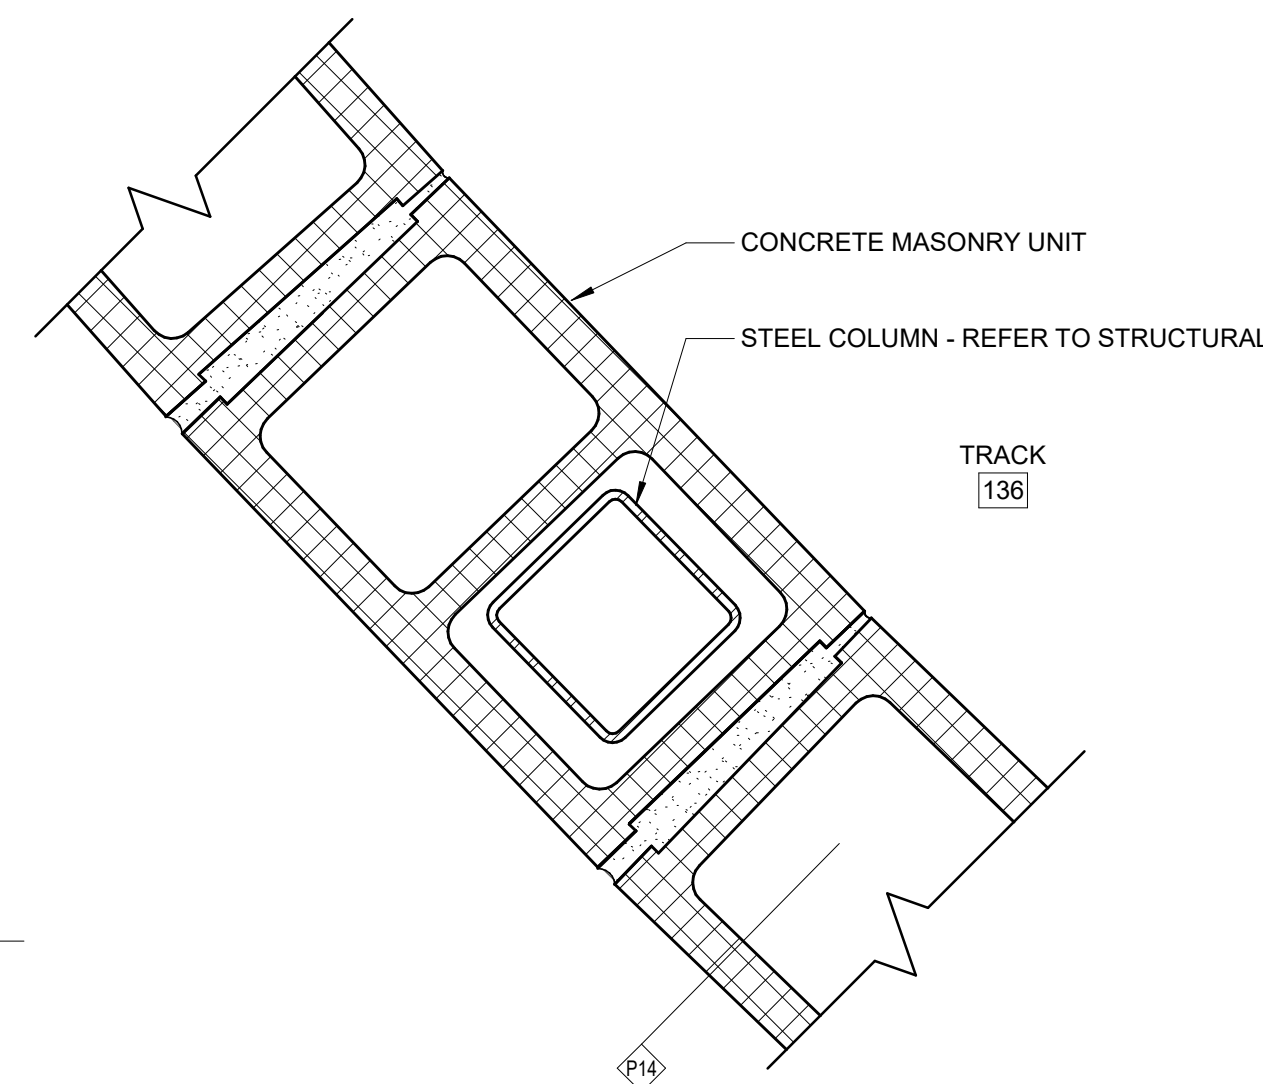 CONCRETE MASONRY UNIT
STEEL COLUMN - REFER TO STRUCTURAL
TRACK
136
P14